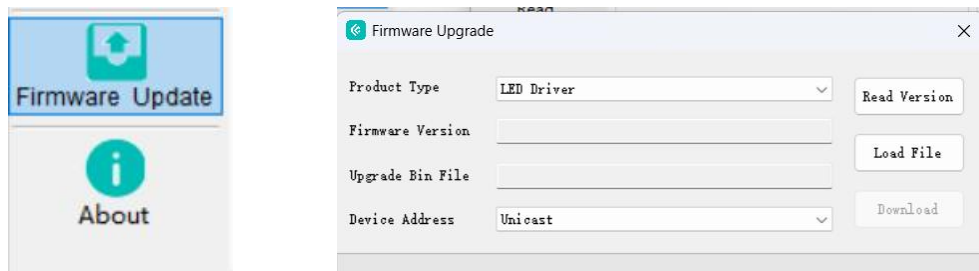 Firmware Update
About
Read
Firmware Upgrade
Product Type
LED Driver
Read Version
Firmware Version
Load File
Upgrade Bin File
Device Address
Unicast
Download